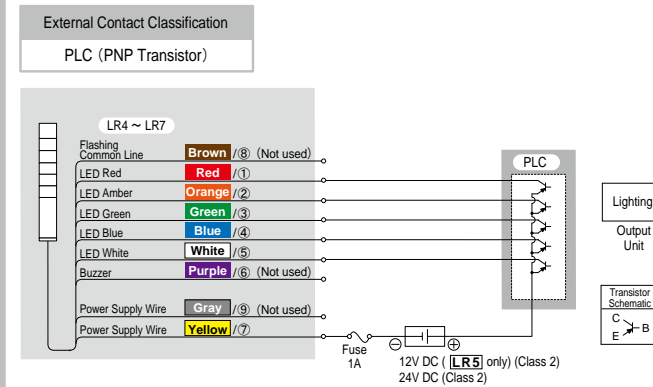 External Contact Classification
PLC (PNP Transistor)
LR4 ~ LR7
Flashing
Common Line
Brown /⑧ (Not used)
LED Red
Red /①
LED Amber
Orange /②
LED Green
Green /③
LED Blue
Blue /④
LED White
White /⑤
Buzzer
Purple /⑥ (Not used)
Power Supply Wire
Gray /⑨ (Not used)
Power Supply Wire
Yellow /⑦
Fuse
1A
⊖ ⊕
12V DC ( LR5 only) (Class 2)
24V DC (Class 2)
PLC
Lighting
Output
Unit
Transistor
Schematic
C
B
E